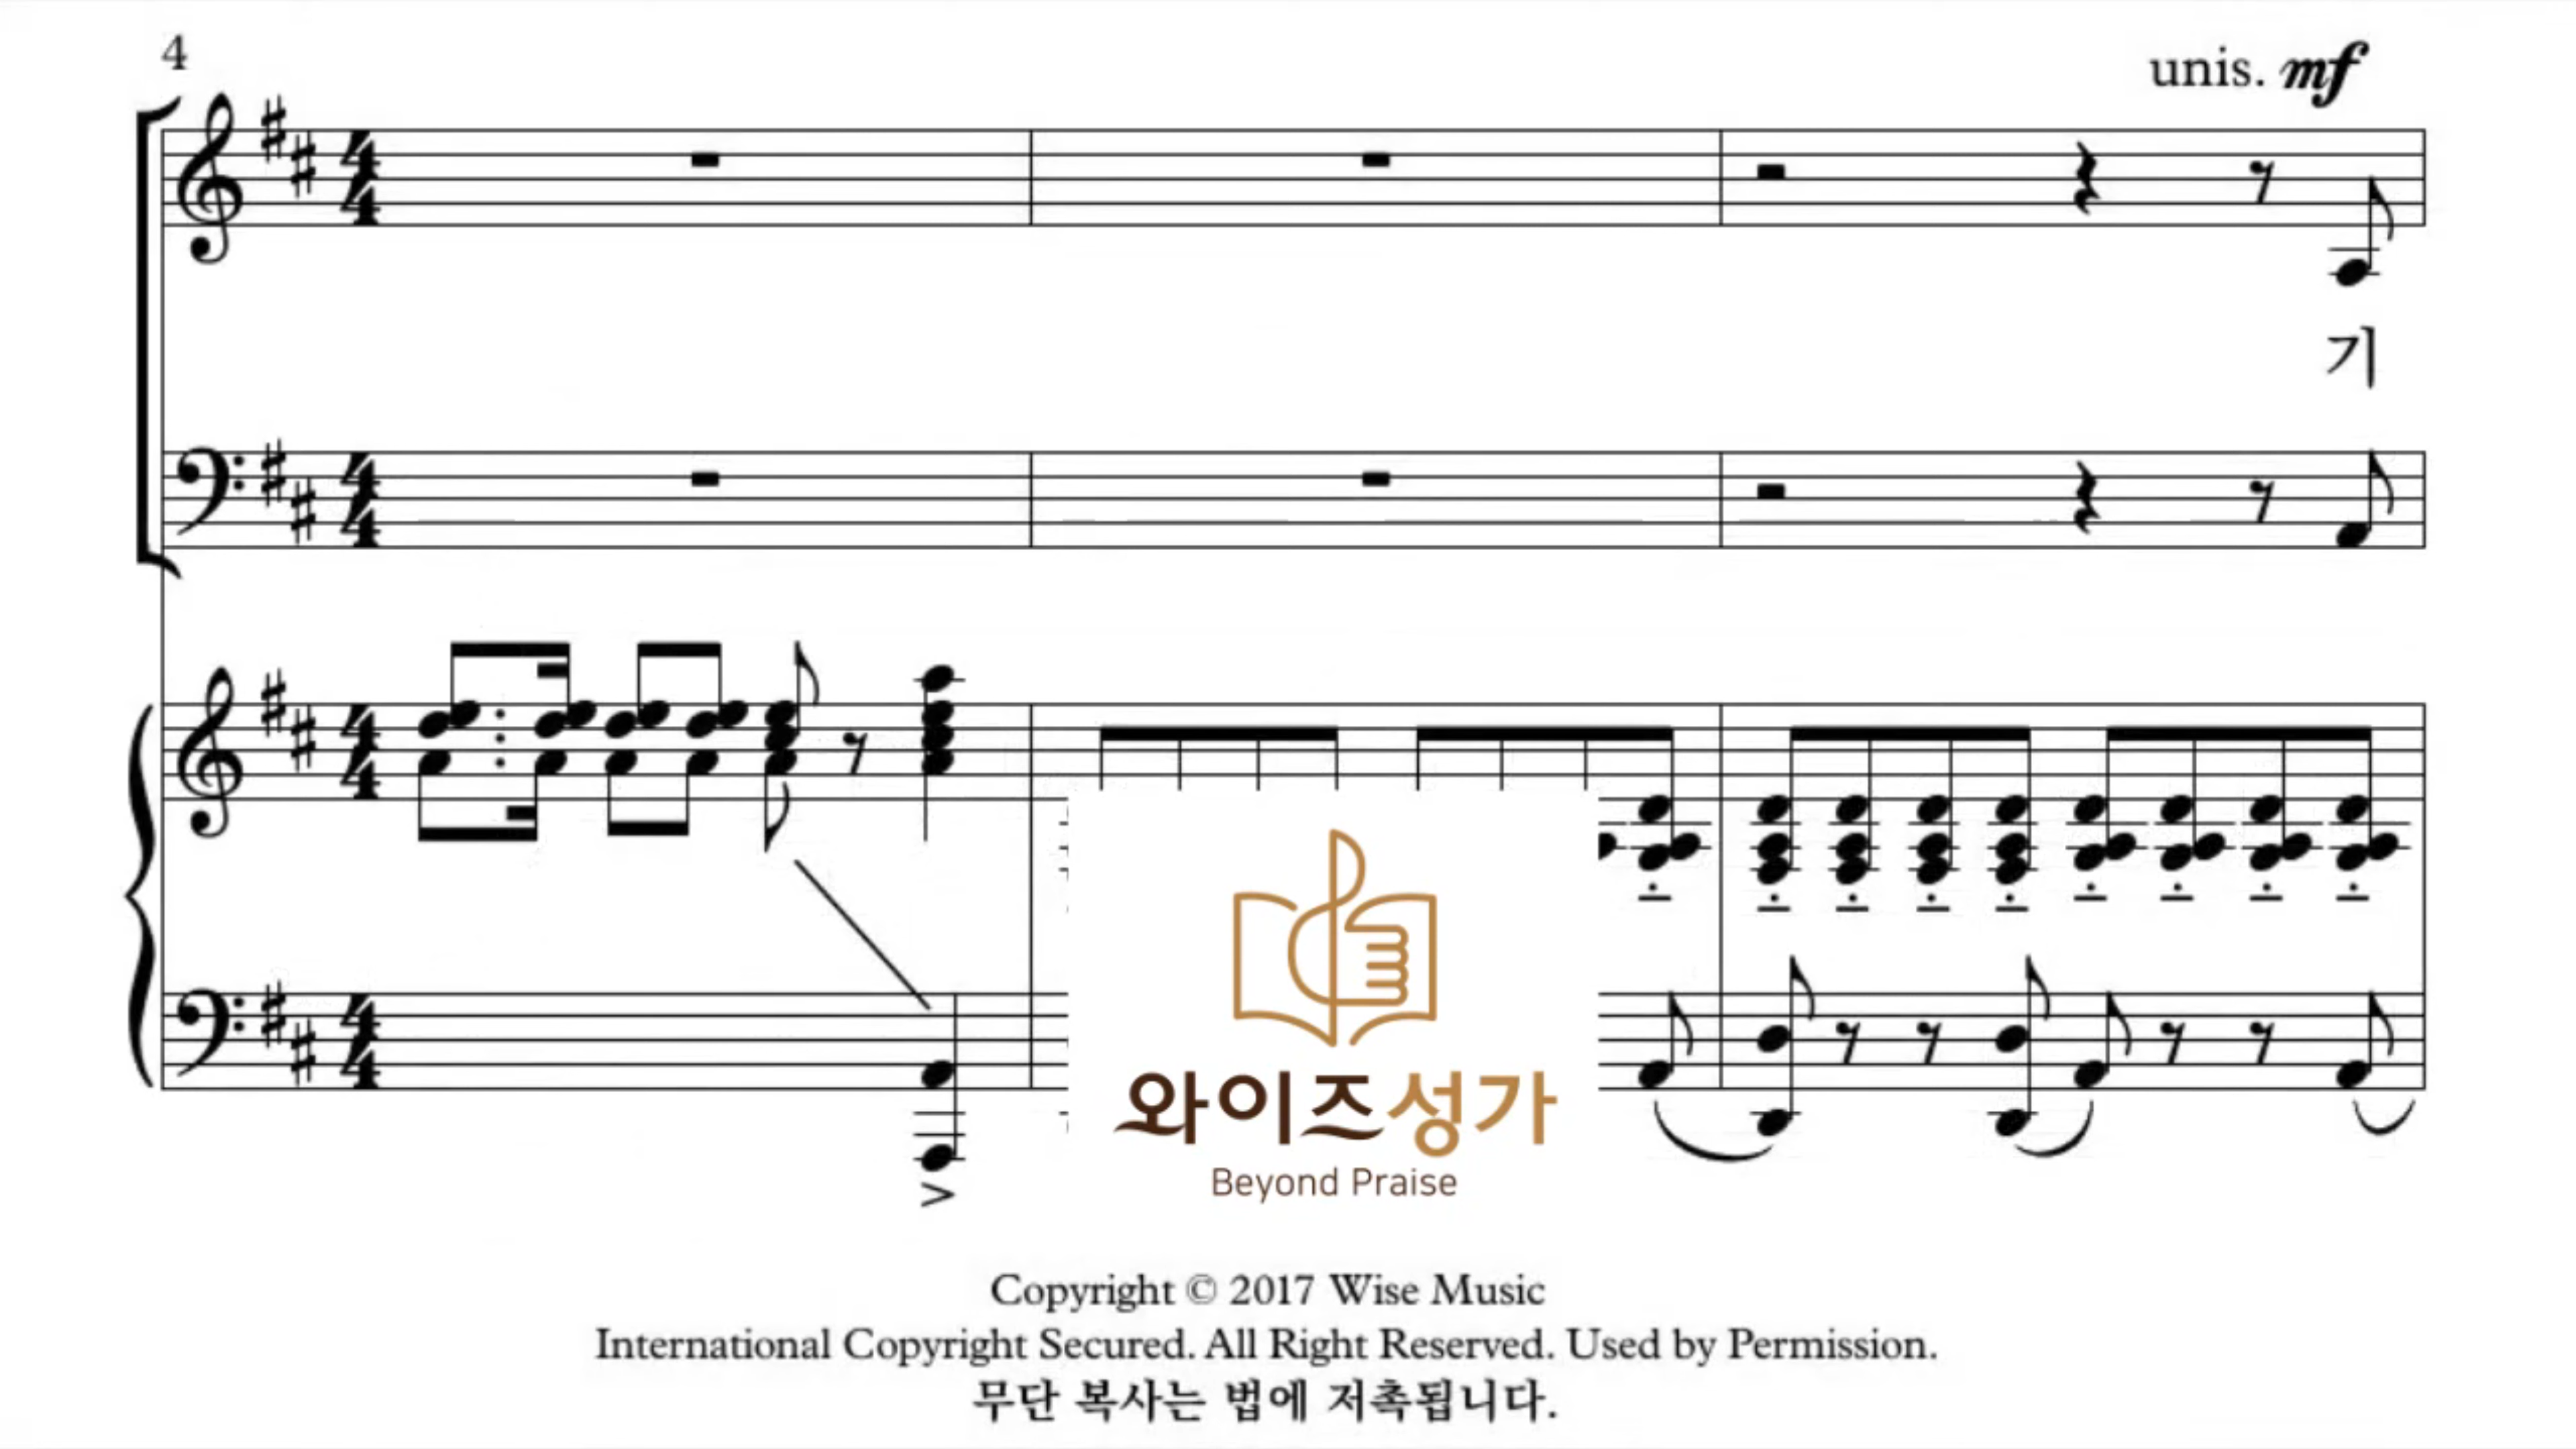 4
unis. mf
기
와이즈성가
Beyond Praise
Copyright © 2017 Wise Music
International Copyright Secured. All Right Reserved. Used by Permission.
무단 복사는 법에 저촉됩니다.